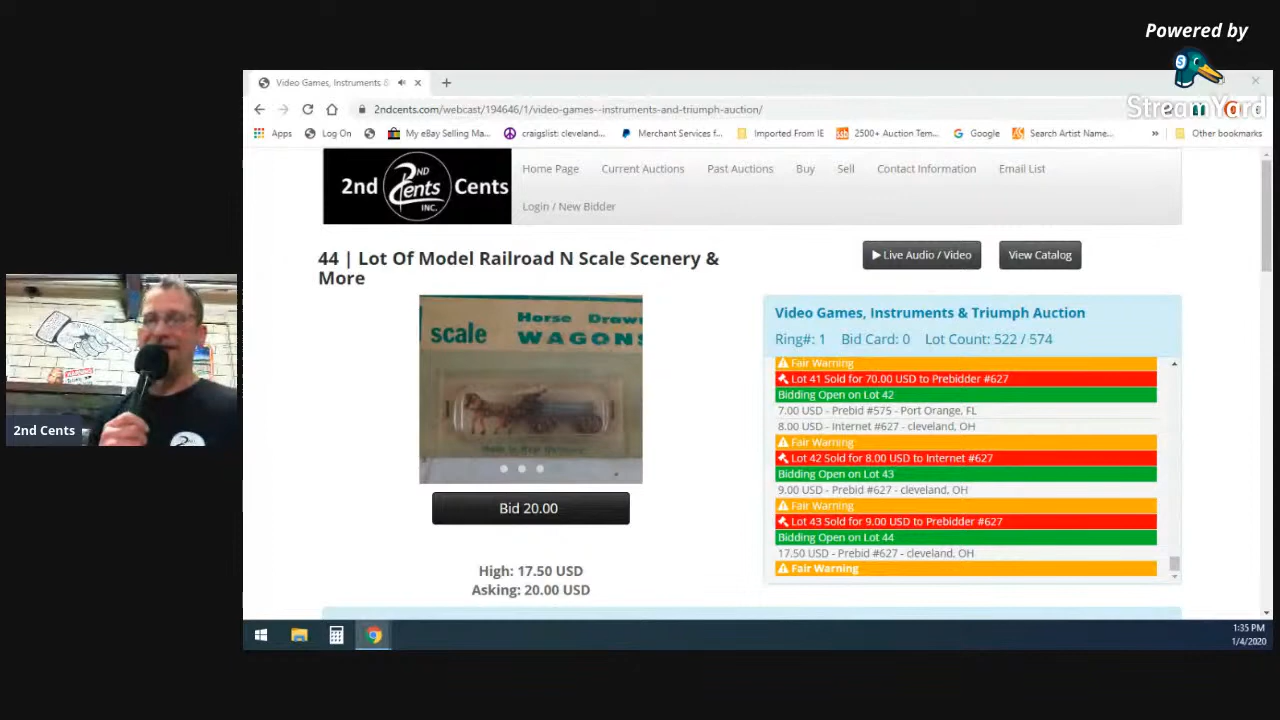 Powered by
StreamYard
Video Games, Instruments &
2ndcents.com/webcast/194646/1/video-games--instruments-and-triumph-auction/
Apps
Log On
My eBay Selling Ma...
craigslist: cleveland...
Merchant Services f...
Imported From IE
2500+ Auction Tem...
Google
Search Artist Name...
»
Other bookmarks
2nd 2ND Cents INC. Cents
Home Page
Current Auctions
Past Auctions
Buy
Sell
Contact Information
Email List
Login / New Bidder
44 | Lot Of Model Railroad N Scale Scenery &
More
Live Audio / Video
View Catalog
scale
Horse Drawn
WAGONS
Bid 20.00
High: 17.50 USD
Asking: 20.00 USD
Video Games, Instruments & Triumph Auction
Ring#: 1 Bid Card: 0 Lot Count: 522 / 574
Fair Warning
Lot 41 Sold for 70.00 USD to Prebidder #627
Bidding Open on Lot 42
7.00 USD - Prebid #575 - Port Orange, FL
8.00 USD - Internet #627 - cleveland, OH
Fair Warning
Lot 42 Sold for 8.00 USD to Internet #627
Bidding Open on Lot 43
9.00 USD - Prebid #627 - cleveland, OH
Fair Warning
Lot 43 Sold for 9.00 USD to Prebidder #627
Bidding Open on Lot 44
17.50 USD - Prebid #627 - cleveland, OH
Fair Warning
2nd Cents
1:35 PM
1/4/2020